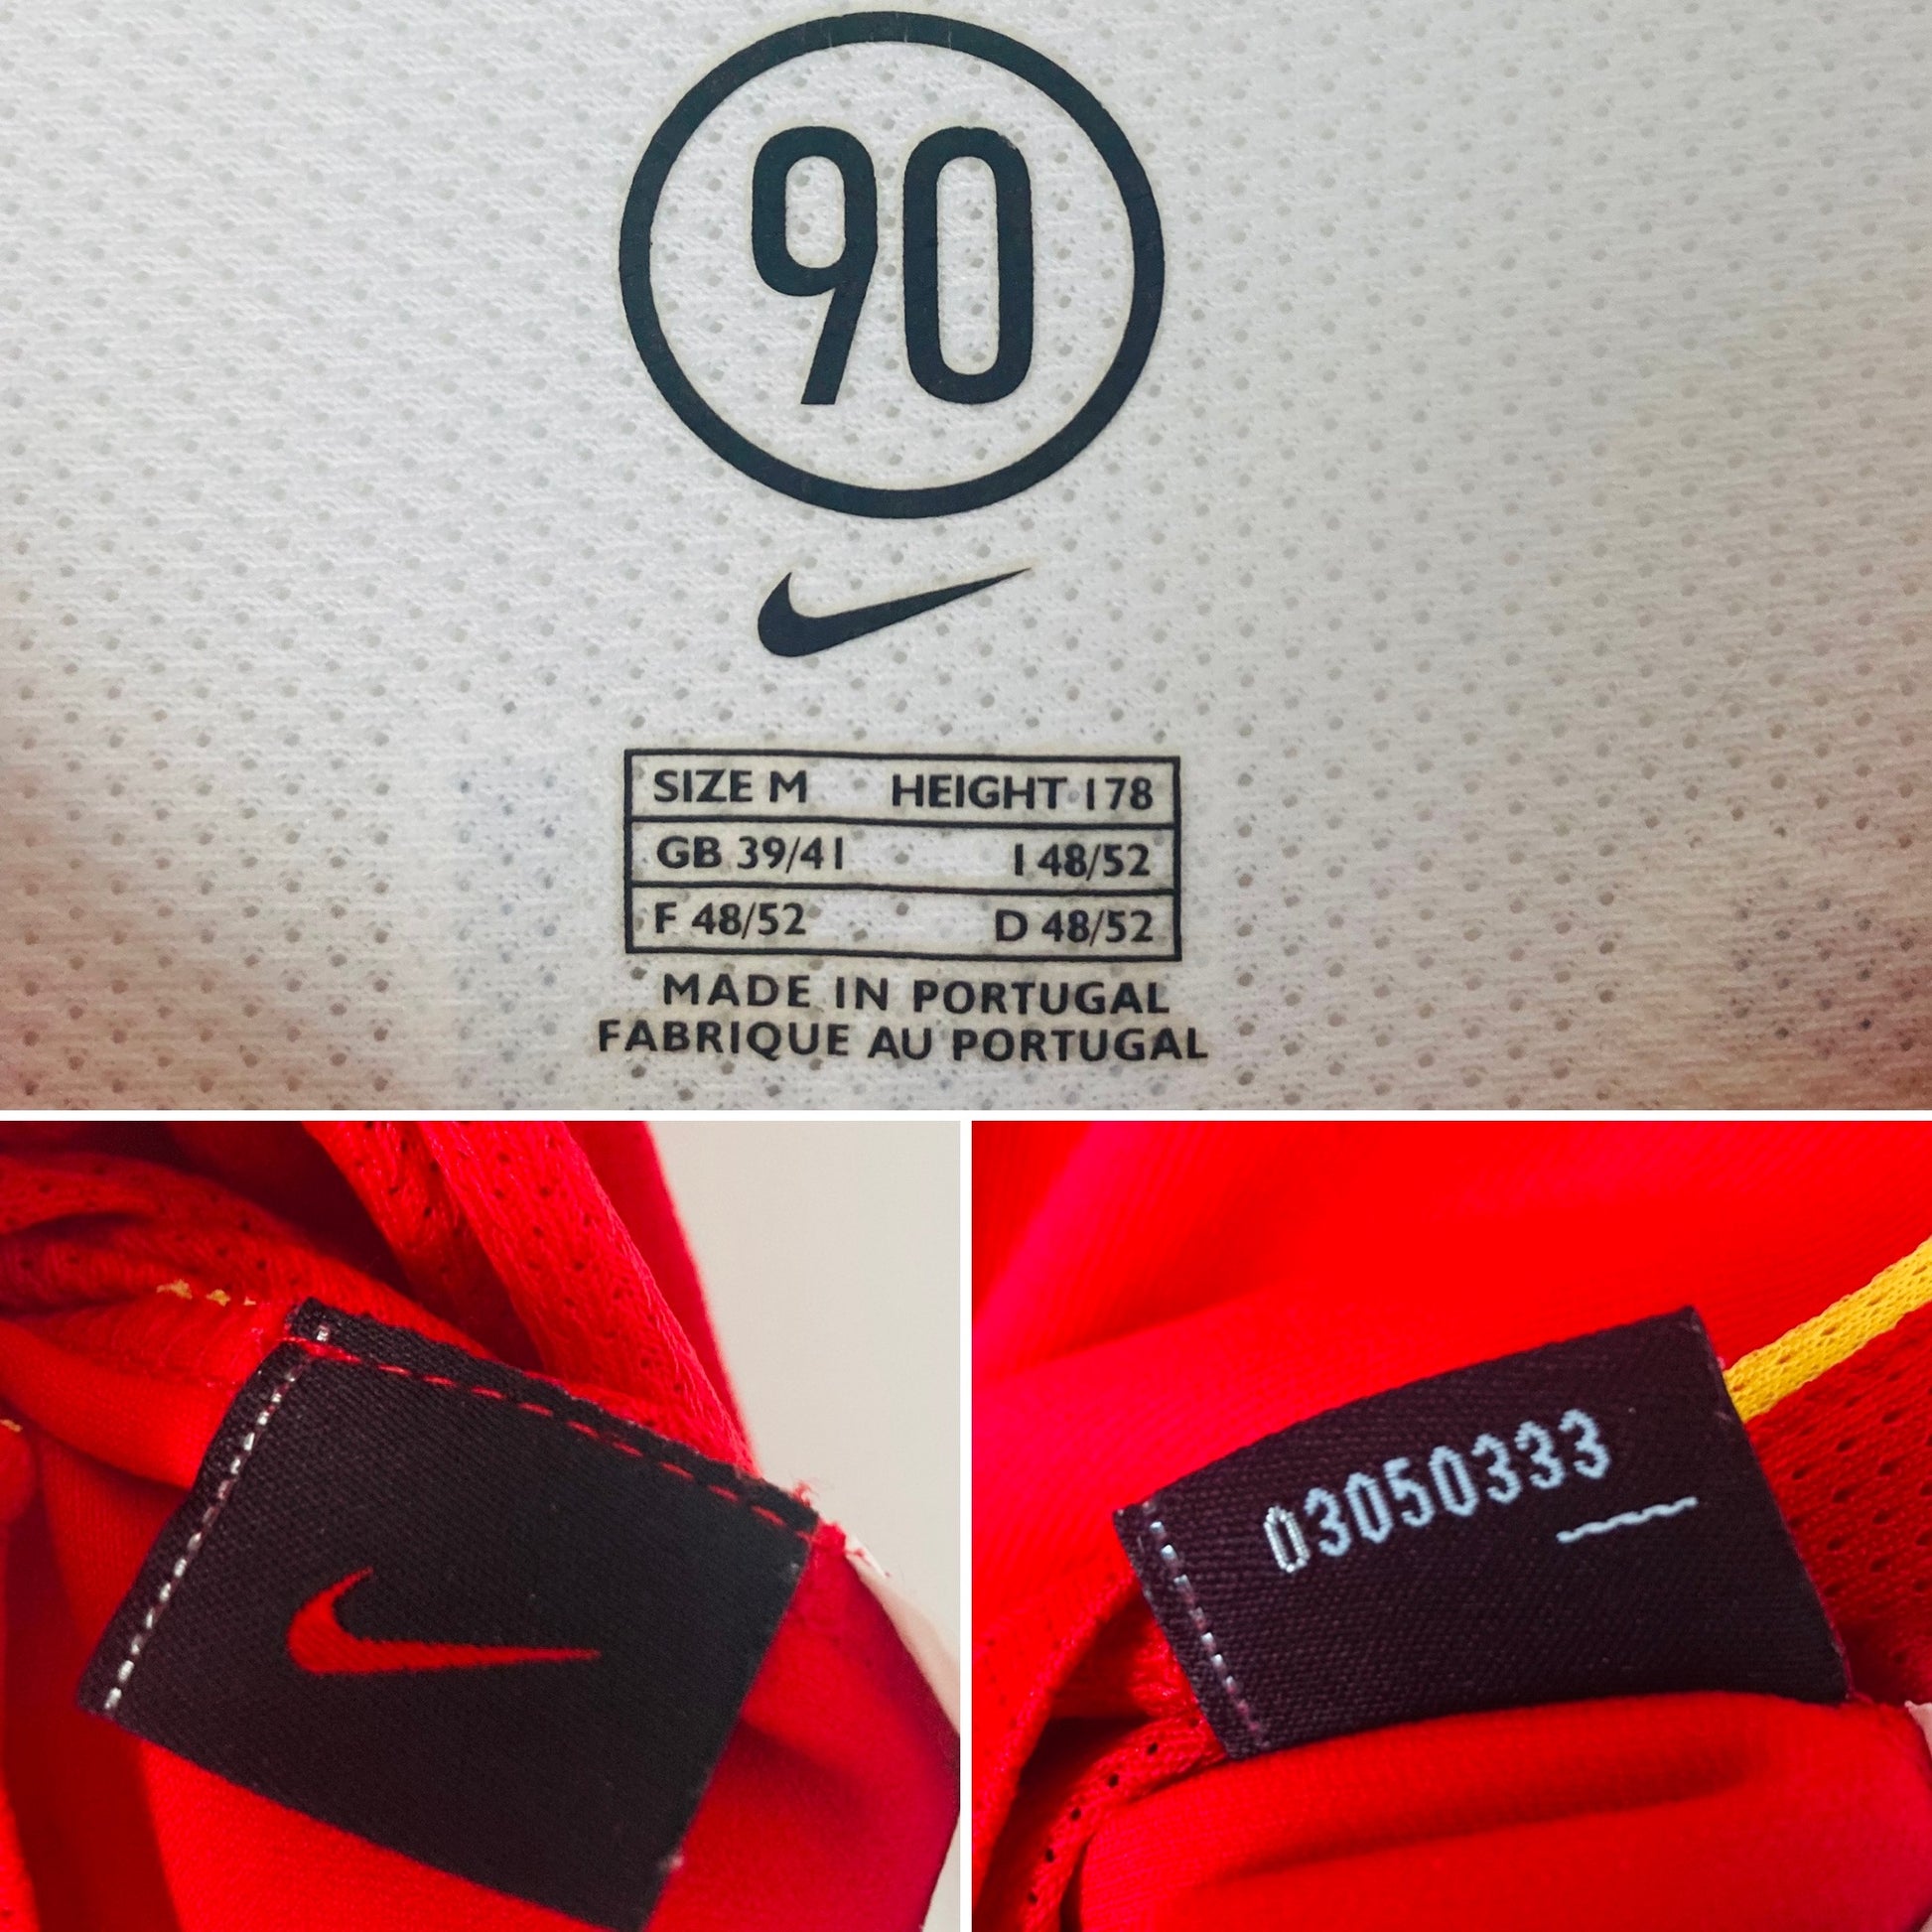 90
SIZE M HEIGHT 178
GB 39/41 I 48/52
F 48/52 D 48/52
MADE IN PORTUGAL
FABRIQUE AU PORTUGAL
03050333